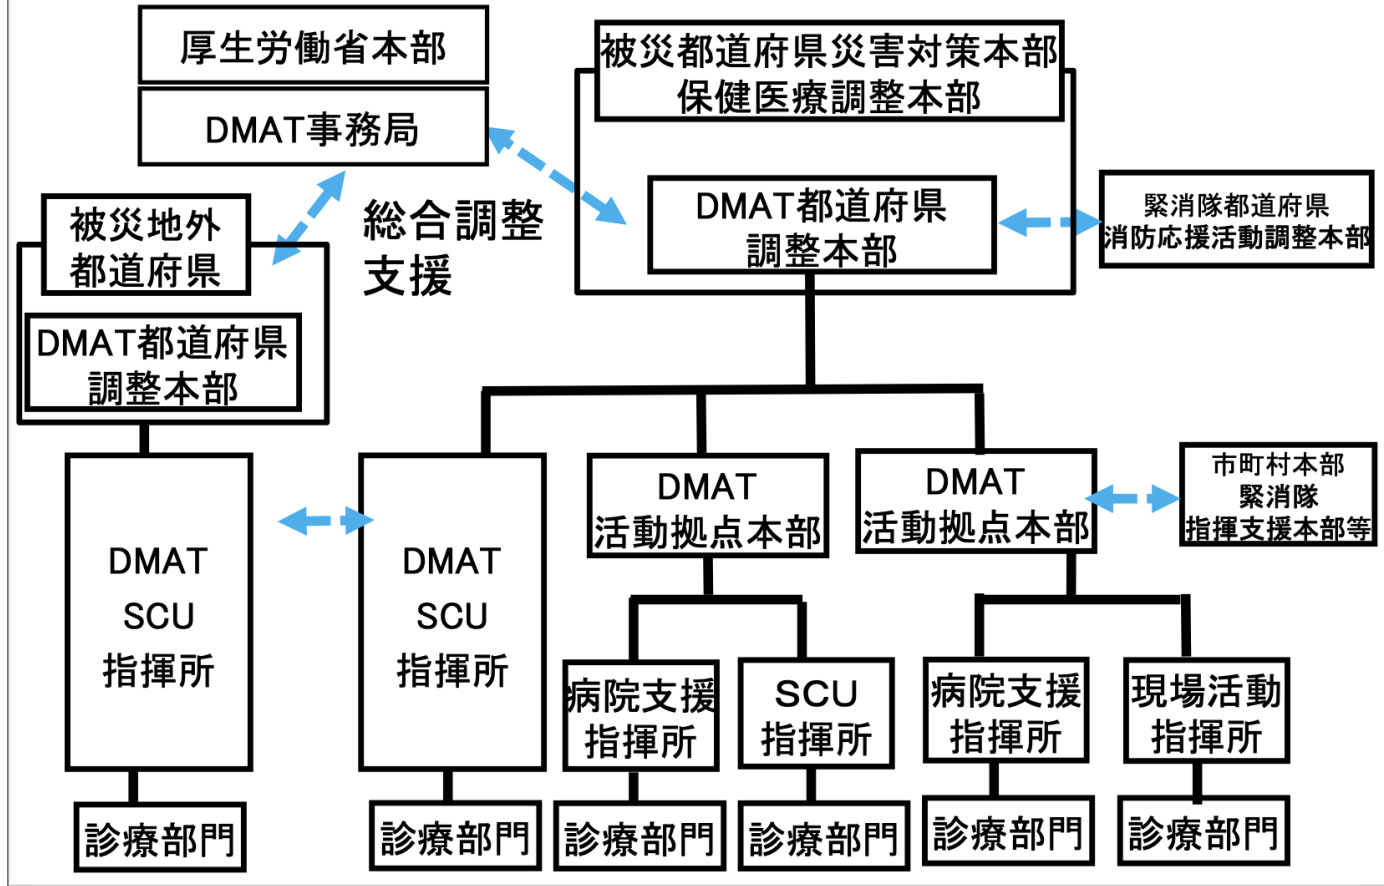 厚生労働省本部
DMAT事務局
被災都道府県災害対策本部
保健医療調整本部
DMAT都道府県
調整本部
緊消隊都道府県
消防応援活動調整本部
総合調整
支援
被災地外
都道府県
DMAT都道府県
調整本部
DMAT
SCU
指揮所
DMAT
SCU
指揮所
DMAT
活動拠点本部
DMAT
活動拠点本部
市町村本部
緊消隊
指揮支援本部等
病院支援
指揮所
SCU
指揮所
病院支援
指揮所
現場活動
指揮所
診療部門
診療部門
診療部門
診療部門
診療部門
診療部門